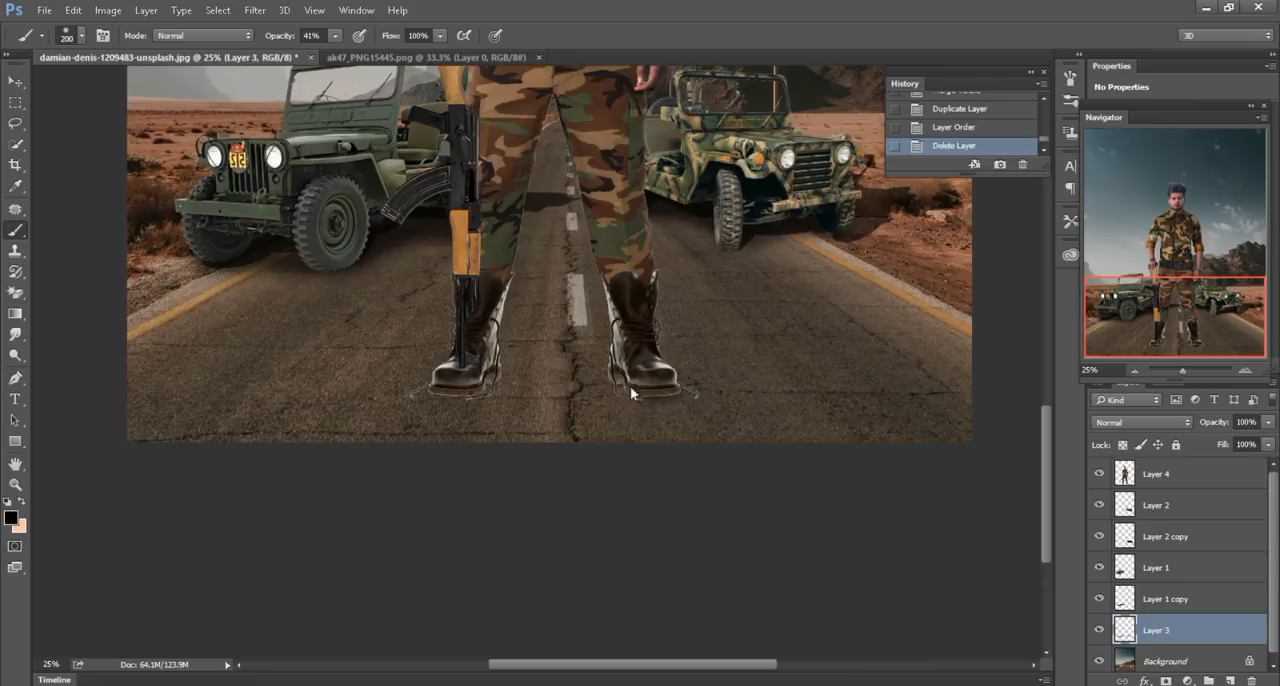 Ps File Edit Image Layer Type Select Filter 3D View Window Help
200 Mode: Normal Opacity: 41% Flow: 100% 3D
damian-denis-1209483-unsplash.jpg @ 25% (Layer 3, RGB/8) * × ak47_PNG15445.png @ 33.3% (Layer 0, RGB/8#) ×
Properties
No Properties
History
Duplicate Layer
Layer Order
Delete Layer
Navigator
25%
Kind
Normal Opacity: 100%
Lock: Fill: 100%
Layer 4
Layer 2
Layer 2 copy
Layer 1
Layer 1 copy
Layer 3
Background
25% Doc: 64.1M/123.9M
Timeline